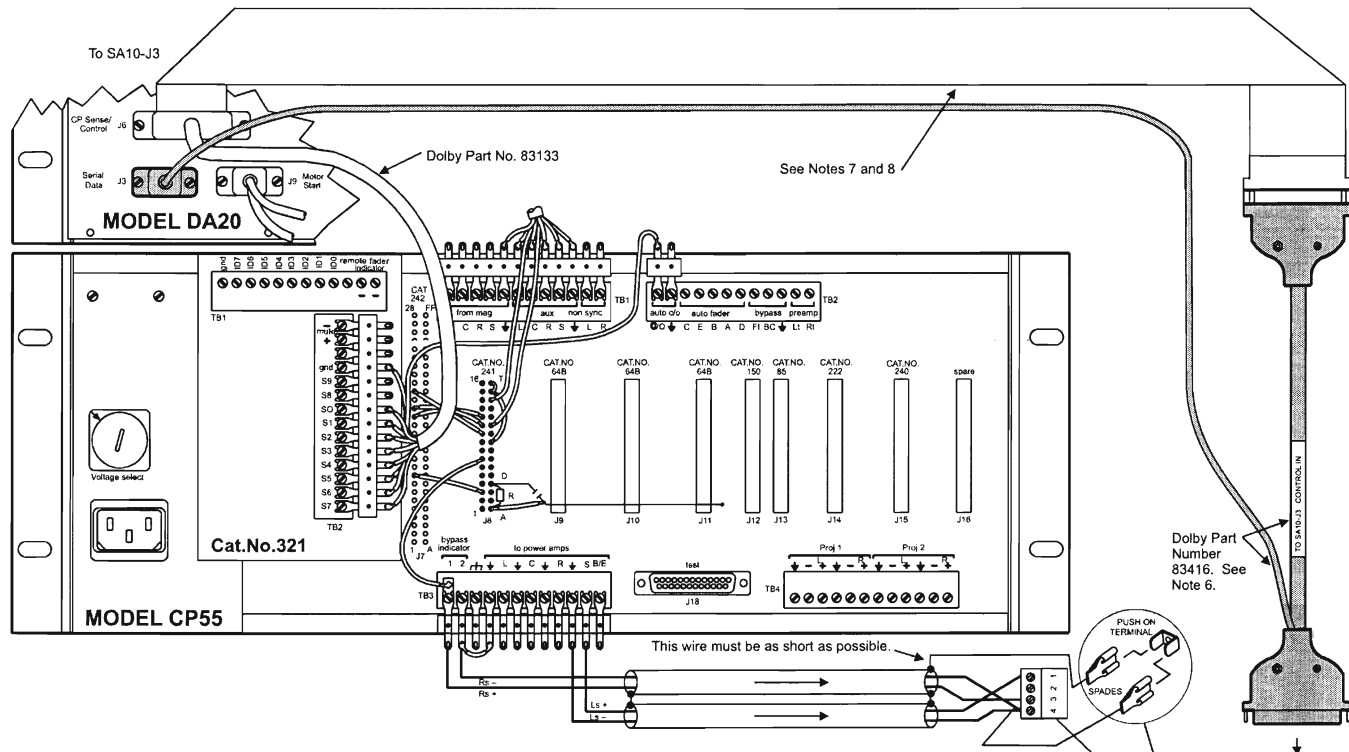 To SA10-J3
CP Sense/
Control
J6
Dolby Part No. 83133
See Notes 7 and 8
Serial
Data
J3
J9
Motor
Start
MODEL DA20
gnd
ID7
ID6
ID5
ID4
ID3
ID2
ID1
ID0
remote fader
indicator
TB1
CAT
242
28
from mag
aux
non sync
TB1
C R S L C R S L R
auto c/o
auto fader
bypass
preamp
TB2
C E B A D FI BC Lt Rt
mute
+
gnd
S9
S8
S0
S1
S2
S3
S4
S5
S6
S7
TB2
CAT.NO.
241
CAT.NO
64B
CAT.NO.
64B
CAT.NO.
64B
CAT.NO.
150
CAT.NO.
85
CAT.NO.
222
CAT.NO.
240
spare
16
T
D
R
1
A
J8
J9
J10
J11
J12
J13
J14
J15
J16
Voltage select
Cat.No.321
1
A
J7
MODEL CP55
bypass
indicator
to power amps
1 2 L C R S B/E
TB3
test
J18
Proj 1
Proj 2
L
R
L
R
TB4
TO SA10-J3 CONTROL IN
Dolby Part
Number
83416. See
Note 6.
This wire must be as short as possible.
PUSH ON
TERMINAL
SPADES
Rs –
Rs +
Ls +
Ls –
1
2
3
4